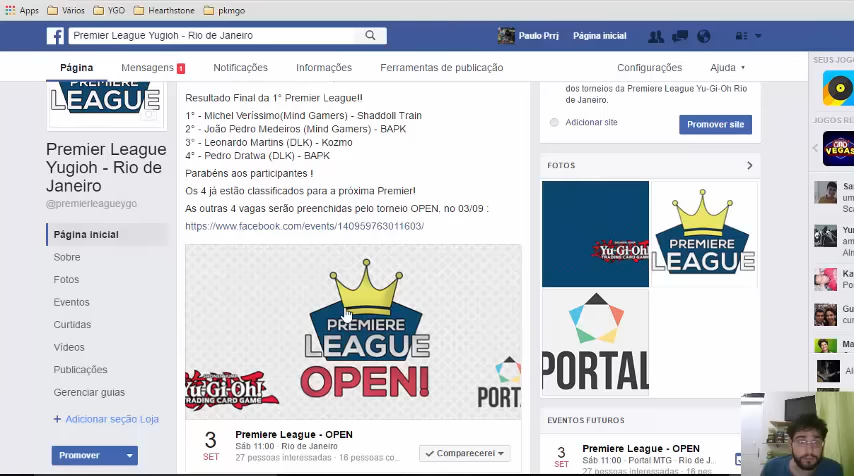 Apps
Vários
YGO
Hearthstone
pkmgo
Premier League Yugioh - Rio de Janeiro
Paulo Prrj
Página inicial
Página
Mensagens 1
Notificações
Informações
Ferramentas de publicação
Configurações
Ajuda
PREMIERE
LEAGUE
Premier League
Yugioh - Rio de
Janeiro
@premierleagueygo
Página inicial
Sobre
Fotos
Eventos
Curtidas
Vídeos
Publicações
Gerenciar guias
+ Adicionar seção Loja
Promover
Resultado Final da 1° Premier League!!
1° - Michel Veríssimo(Mind Gamers) - Shaddoll Train
2° - João Pedro Medeiros (Mind Gamers) - BAPK
3° - Leonardo Martins (DLK) - Kozmo
4° - Pedro Dratwa (DLK) - BAPK
Parabéns aos participantes !
Os 4 já estão classificados para a próxima Premier!
As outras 4 vagas serão preenchidas pelo torneio OPEN, no 03/09 :
https://www.facebook.com/events/140959763011603/
PREMIERE
LEAGUE
OPEN!
Yu-Gi-Oh!
TRADING CARD GAME
PORTA
3
SET
Premiere League - OPEN
Sáb 11:00 · Rio de Janeiro
27 pessoas interessadas · 16 pessoas co...
Comparecerei
dos torneios da Premier League Yu-Gi-Oh Rio
de Janeiro.
Adicionar site
Promover site
FOTOS
Yu-Gi-Oh!
PREMIERE
LEAGUE
PORTAL
EVENTOS FUTUROS
3
SET
Premiere League - OPEN
Sáb 11:00 · Portal MTG · Rio de J...
27 pessoas interessadas
SEUS JOGO
JOGOS RE
VEGAS